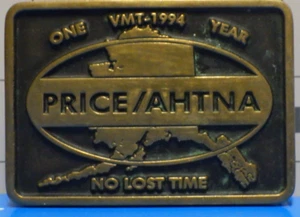 ONE VMT-1994 YEAR
PRICE/AHTNA
NO LOST TIME